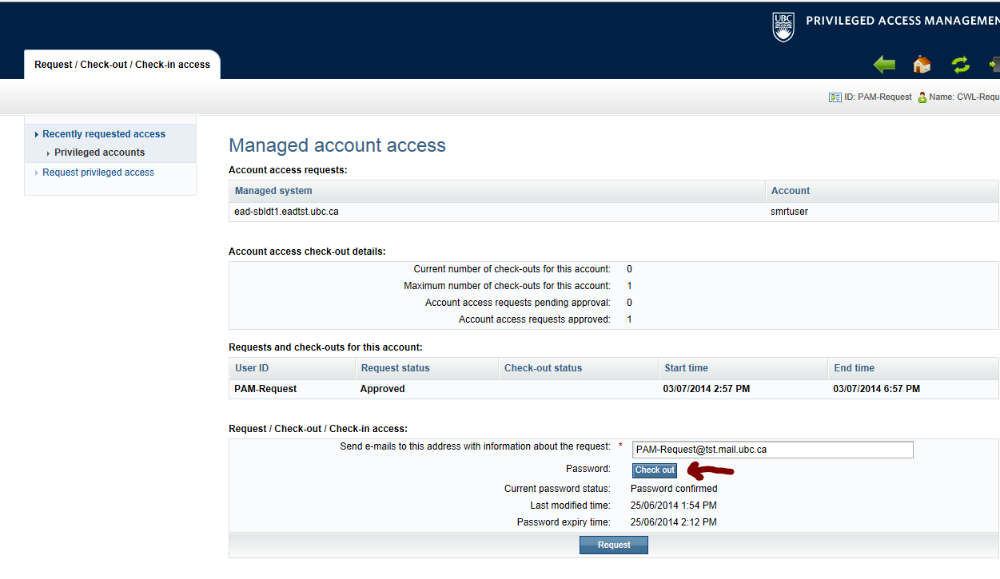 UBC
PRIVILEGED ACCESS MANAGEMEN
Request / Check-out / Check-in access
ID: PAM-Request Name: CWL-Requ
Recently requested access
Privileged accounts
Request privileged access
Managed account access
Account access requests:
Managed system Account
ead-sbldt1.eadtst.ubc.ca smrtuser
Account access check-out details:
Current number of check-outs for this account: 0
Maximum number of check-outs for this account: 1
Account access requests pending approval: 0
Account access requests approved: 1
Requests and check-outs for this account:
User ID Request status Check-out status Start time End time
PAM-Request Approved 03/07/2014 2:57 PM 03/07/2014 6:57 PM
Request / Check-out / Check-in access:
Send e-mails to this address with information about the request: * PAM-Request@tst.mail.ubc.ca
Password: Check out
Current password status: Password confirmed
Last modified time: 25/06/2014 1:54 PM
Password expiry time: 25/06/2014 2:12 PM
Request